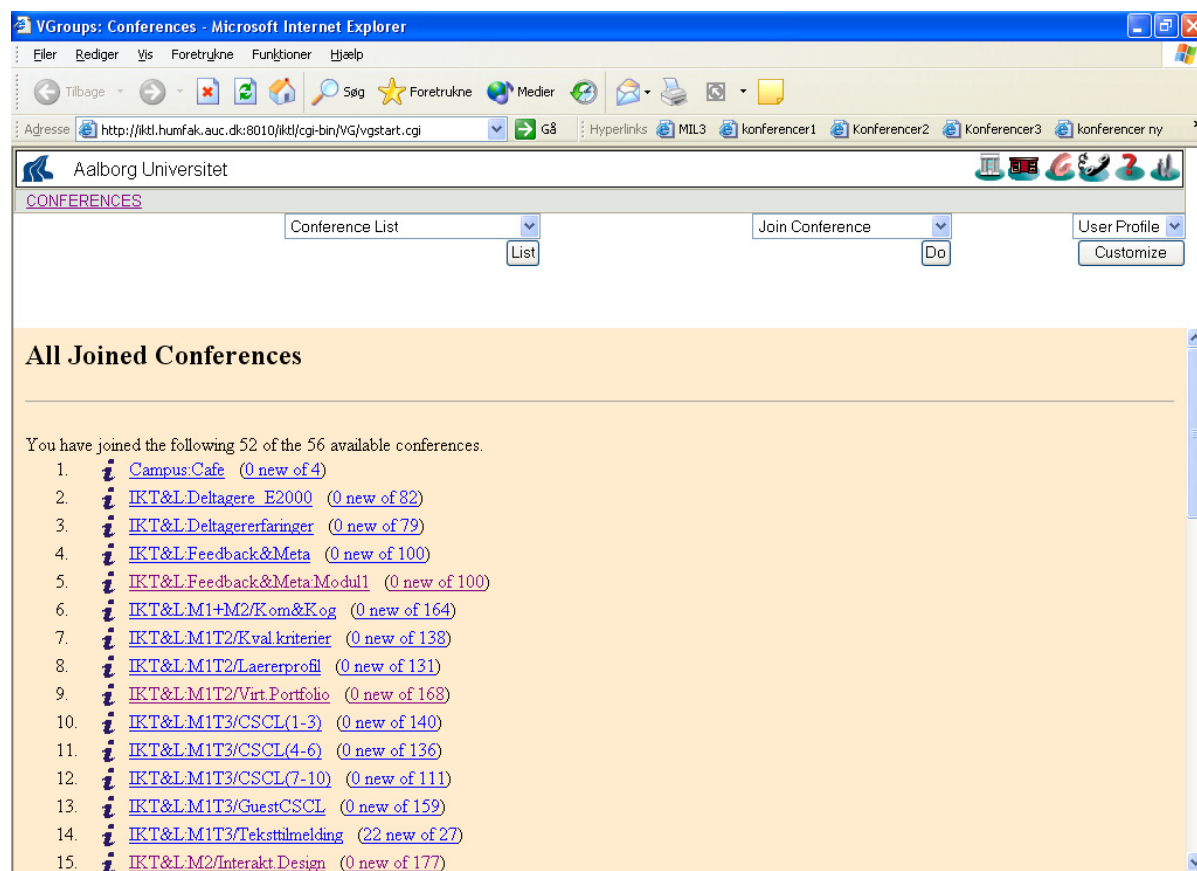 VGroups: Conferences - Microsoft Internet Explorer
Filer Rediger Vis Foretrukne Funktioner Hjælp
Tilbage Søg Foretrukne Medier
Adresse http://iktl.humfak.auc.dk:8010/iktl/cgi-bin/VG/vgstart.cgi Gå Hyperlinks MIL3 konferencer1 Konferencer2 Konferencer3 konferencer ny
Aalborg Universitet
CONFERENCES
Conference List Join Conference User Profile
List Do Customize
All Joined Conferences
You have joined the following 52 of the 56 available conferences.
1. i Campus:Cafe (0 new of 4)
2. i IKT&L:Deltagere_E2000 (0 new of 82)
3. i IKT&L:Deltagererfaringer (0 new of 79)
4. i IKT&L:Feedback&Meta (0 new of 100)
5. i IKT&L:Feedback&Meta:Modul1 (0 new of 100)
6. i IKT&L:M1+M2/Kom&Kog (0 new of 164)
7. i IKT&L:M1T2/Kval.kriterier (0 new of 138)
8. i IKT&L:M1T2/Laererprofil (0 new of 131)
9. i IKT&L:M1T2/Virt.Portfolio (0 new of 168)
10. i IKT&L:M1T3/CSCL(1-3) (0 new of 140)
11. i IKT&L:M1T3/CSCL(4-6) (0 new of 136)
12. i IKT&L:M1T3/CSCL(7-10) (0 new of 111)
13. i IKT&L:M1T3/GuestCSCL (0 new of 159)
14. i IKT&L:M1T3/Teksttilmelding (22 new of 27)
15. i IKT&L:M2/Interakt.Design (0 new of 177)